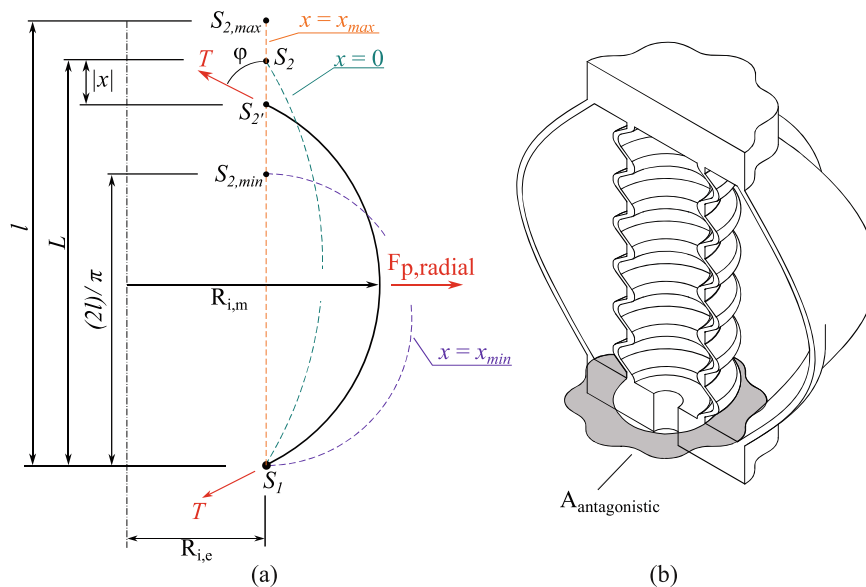 S2,max
x = xmax
φ
S2
T
x = 0
|x|
S2'
S2,min
l
L
(2l)/ π
Fp,radial
Ri,m
x = xmin
S1
T
Ri,e
Aantagonistic
(a)
(b)